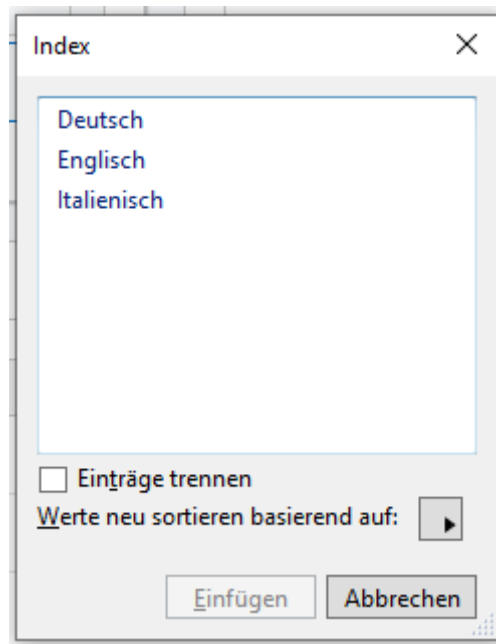 Index
Deutsch
Englisch
Italienisch
Einträge trennen
Werte neu sortieren basierend auf:
Einfügen Abbrechen